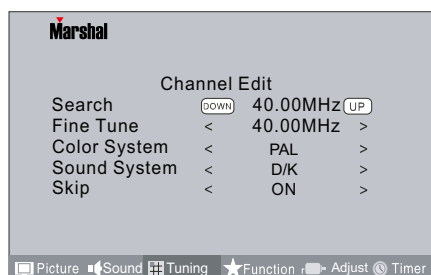 Marshal
Channel Edit
Search DOWN 40.00MHz UP
Fine Tune < 40.00MHz >
Color System < PAL >
Sound System < D/K >
Skip < ON >
Picture Sound Tuning Function Adjust Timer